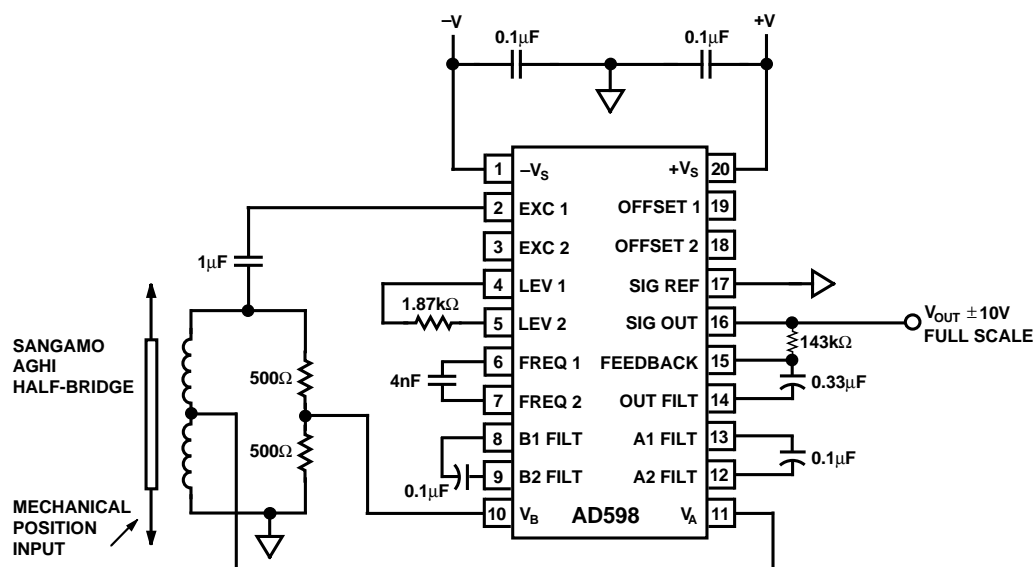 –V
+V
0.1μF
0.1μF
1 –VS
+VS 20
2 EXC 1
OFFSET 1 19
3 EXC 2
OFFSET 2 18
1μF
4 LEV 1
SIG REF 17
1.87kΩ
5 LEV 2
SIG OUT 16
VOUT ±10V
FULL SCALE
143kΩ
SANGAMO
AGHI
HALF-BRIDGE
500Ω
6 FREQ 1
FEEDBACK 15
4nF
0.33μF
7 FREQ 2
OUT FILT 14
500Ω
8 B1 FILT
A1 FILT 13
0.1μF
9 B2 FILT
A2 FILT 12
0.1μF
10 VB
AD598
VA 11
MECHANICAL
POSITION
INPUT